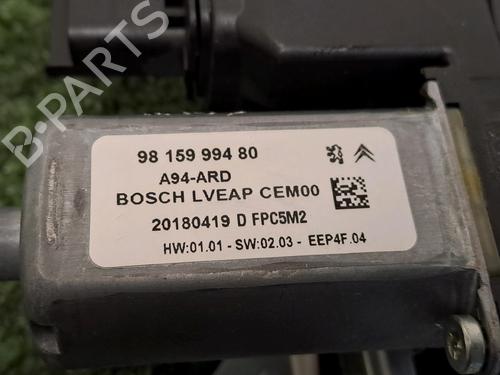 B-PARTS
98 159 994 80
A94-ARD
BOSCH LVEAP CEM00
20180419 D FPC5M2
HW:01.01 - SW:02.03 - EEP4F.04